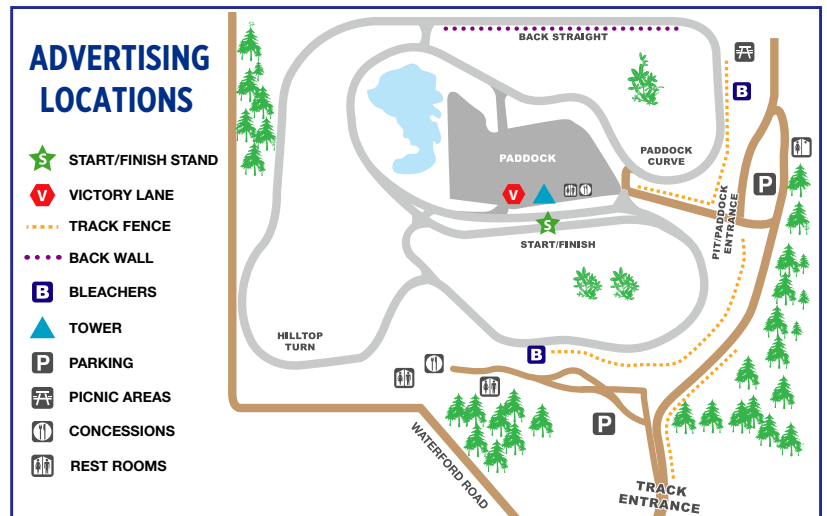 ADVERTISING
LOCATIONS
S
START/FINISH STAND
V
VICTORY LANE
TRACK FENCE
BACK WALL
B
BLEACHERS
TOWER
P
PARKING
PICNIC AREAS
CONCESSIONS
REST ROOMS
BACK STRAIGHT
B
PADDOCK
CURVE
PADDOCK
P
V
S
START/FINISH
PIT/PADDOCK
ENTRANCE
HILLTOP
TURN
B
P
WATERFORD ROAD
TRACK
ENTRANCE